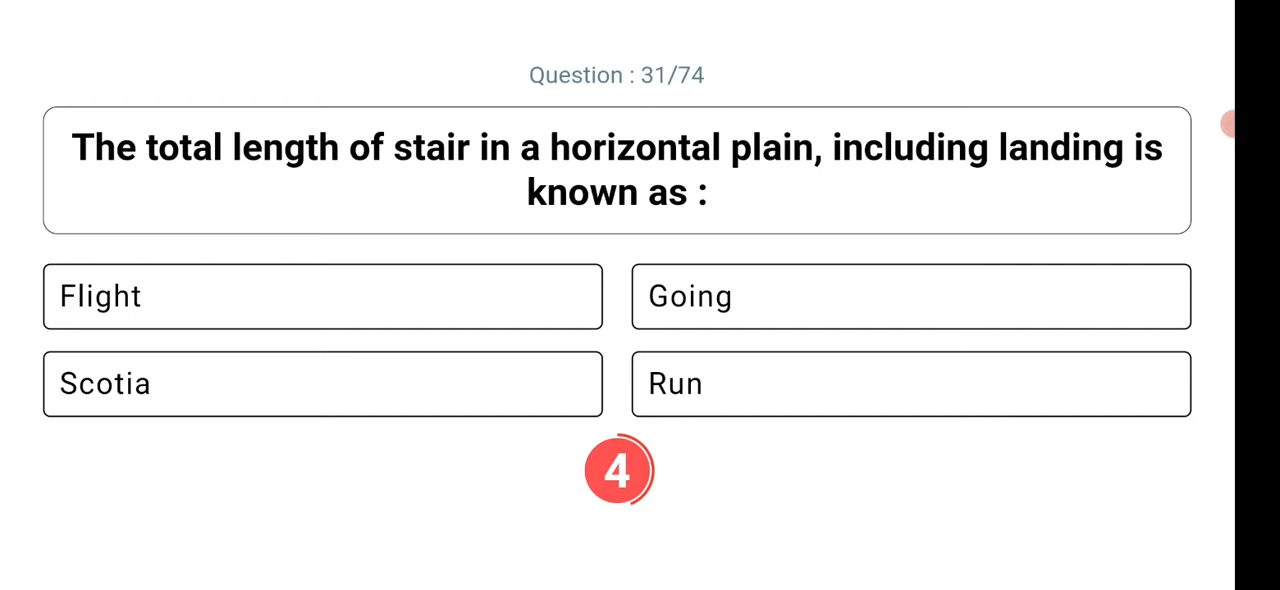 Question : 31/74
The total length of stair in a horizontal plain, including landing is
known as :
Flight
Going
Scotia
Run
4